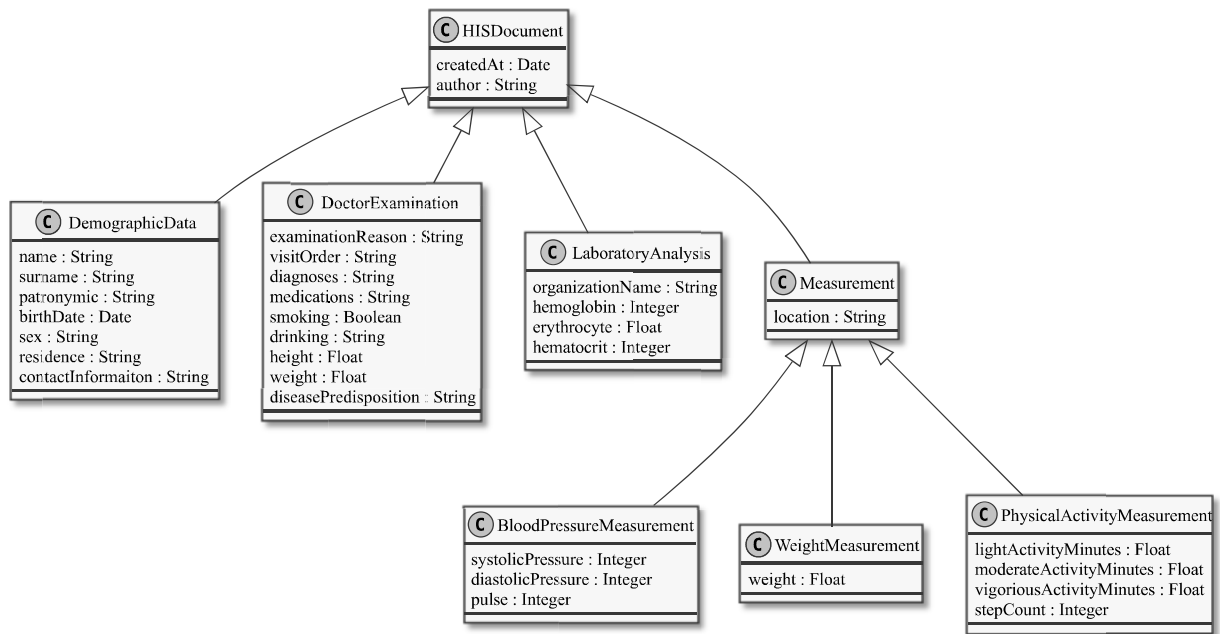 C HISDocument
createdAt : Date
author : String
C DemographicData
name : String
surname : String
patronymic : String
birthDate : Date
sex : String
residence : String
contactInformaiton : String
C DoctorExamination
examinationReason : String
visitOrder : String
diagnoses : String
medications : String
smoking : Boolean
drinking : String
height : Float
weight : Float
diseasePredisposition : String
C LaboratoryAnalysis
organizationName : String
hemoglobin : Integer
erythrocyte : Float
hematocrit : Integer
C Measurement
location : String
C BloodPressureMeasurement
systolicPressure : Integer
diastolicPressure : Integer
pulse : Integer
C WeightMeasurement
weight : Float
C PhysicalActivityMeasurement
lightActivityMinutes : Float
moderateActivityMinutes : Float
vigoriousActivityMinutes : Float
stepCount : Integer